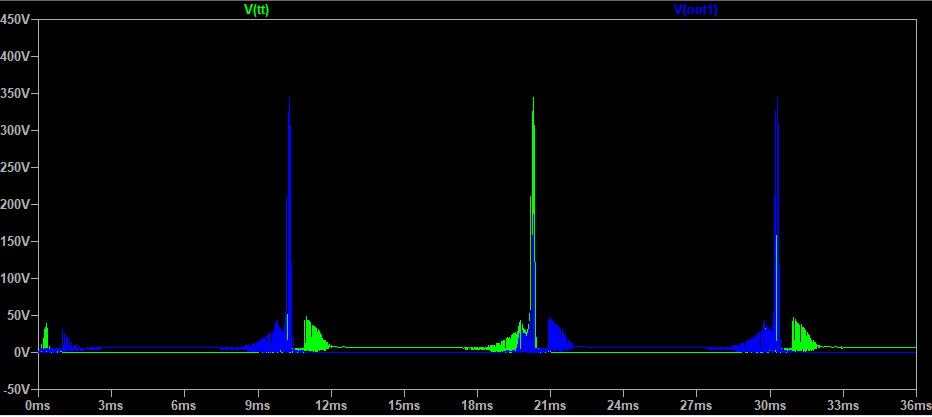 V(tt) V(out1)
450V
400V
350V
300V
250V
200V
150V
100V
50V
0V
-50V
0ms 3ms 6ms 9ms 12ms 15ms 18ms 21ms 24ms 27ms 30ms 33ms 36ms